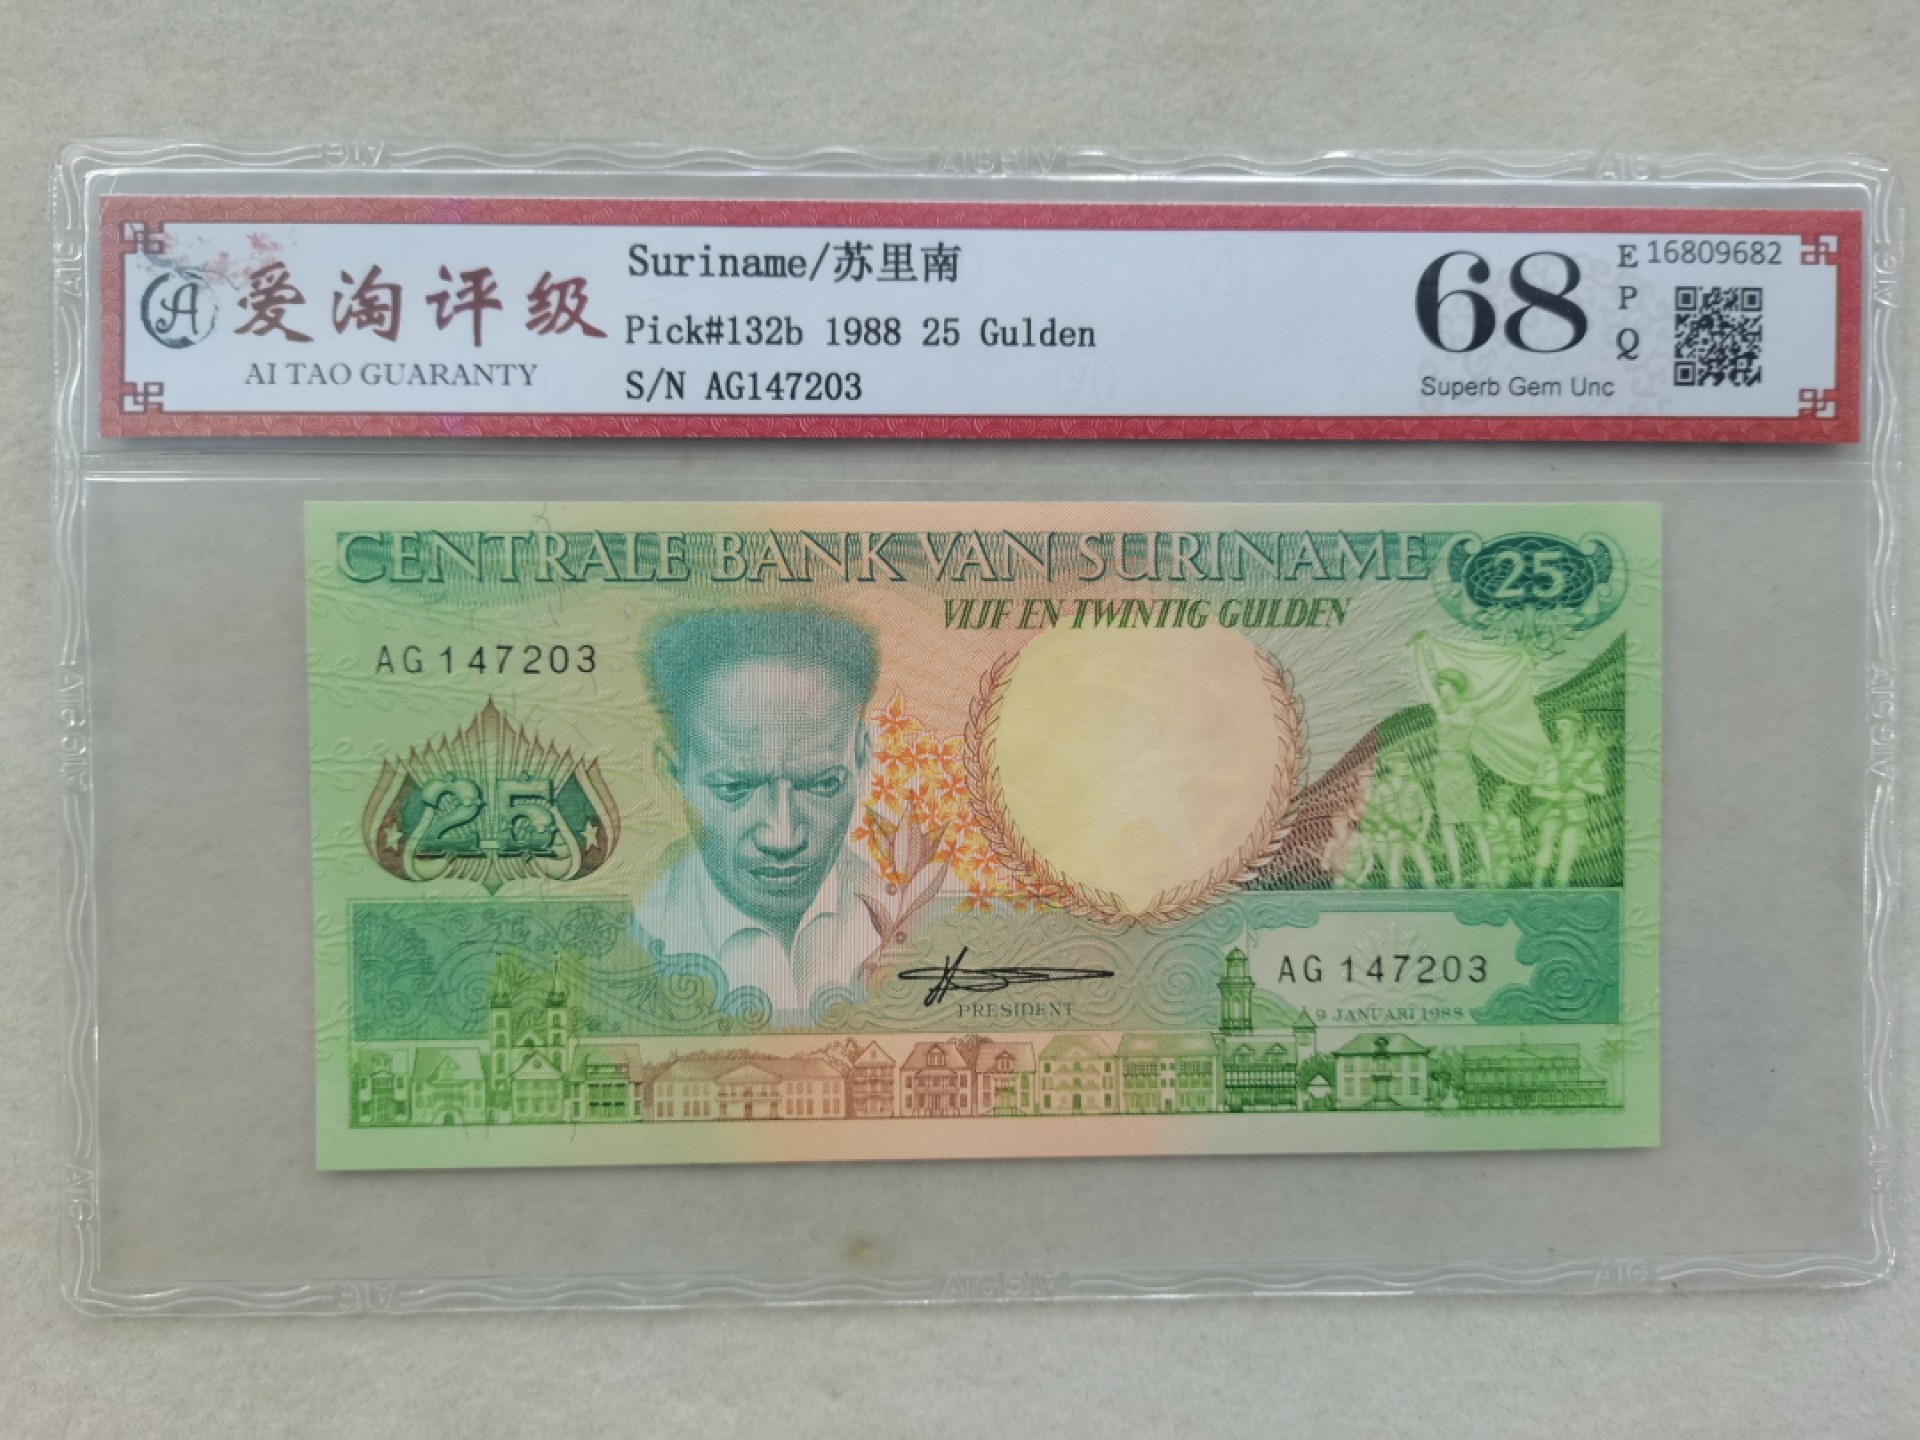 爱淘评级
AI TAO GUARANTY
Suriname/苏里南
Pick#132b 1988 25 Gulden
S/N AG147203
68
EPQ
Superb Gem Unc
16809682
CENTRALE BANK VAN SURINAME
25
VIJF EN TWINTIG GULDEN
AG 147203
25
PRESIDENT
AG 147203
9 JANUARI 1988